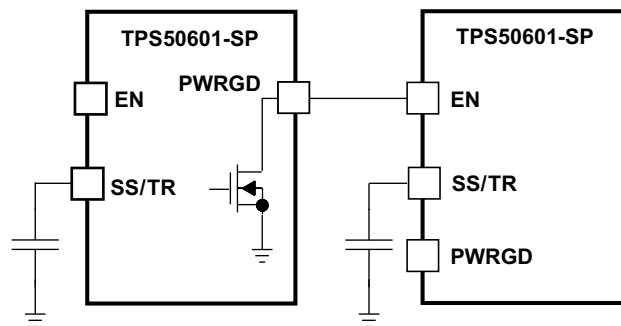 TPS50601-SP
PWRGD
EN
SS/TR
TPS50601-SP
EN
SS/TR
PWRGD